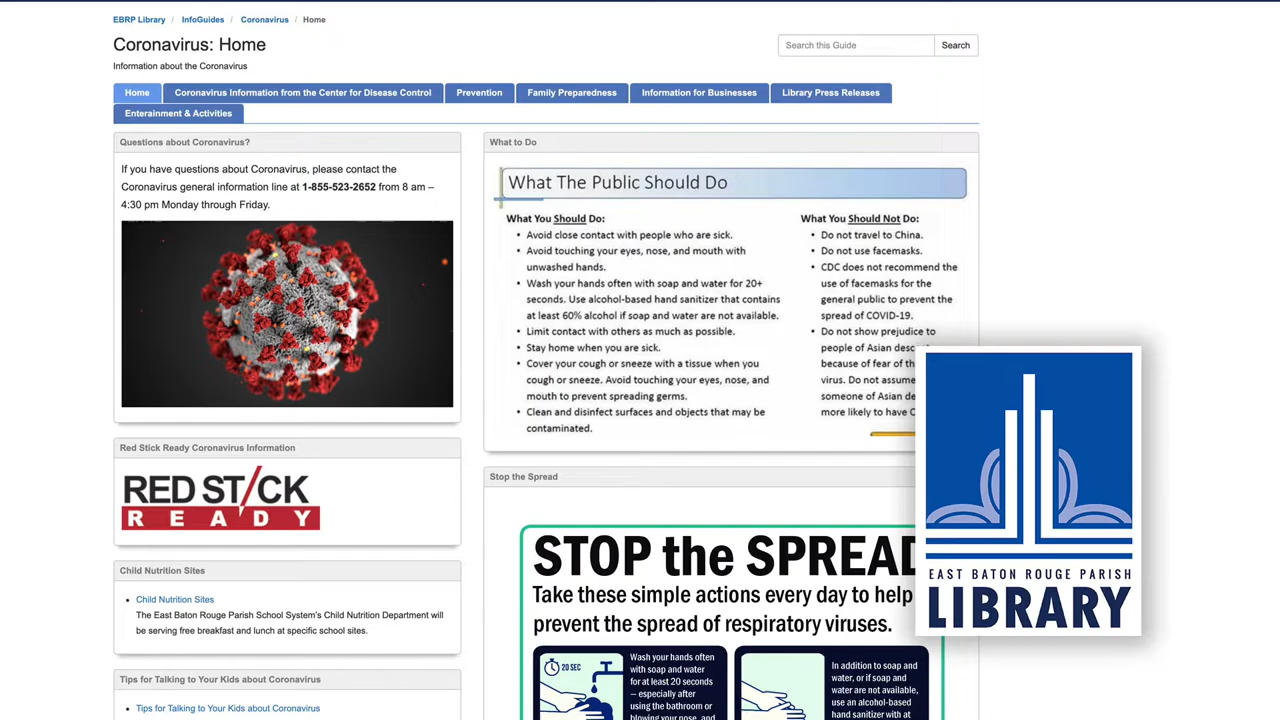 EBRP Library / InfoGuides / Coronavirus / Home
Coronavirus: Home
Search this Guide
Search
Information about the Coronavirus
Home
Coronavirus Information from the Center for Disease Control
Prevention
Family Preparedness
Information for Businesses
Library Press Releases
Enterainment & Activities
Questions about Coronavirus?
If you have questions about Coronavirus, please contact the
Coronavirus general information line at 1-855-523-2652 from 8 am –
4:30 pm Monday through Friday.
Red Stick Ready Coronavirus Information
RED STICK
READY
Child Nutrition Sites
• Child Nutrition Sites
The East Baton Rouge Parish School System's Child Nutrition Department will
be serving free breakfast and lunch at specific school sites.
Tips for Talking to Your Kids about Coronavirus
• Tips for Talking to Your Kids about Coronavirus
What to Do
What The Public Should Do
What You Should Do:
• Avoid close contact with people who are sick.
• Avoid touching your eyes, nose, and mouth with
unwashed hands.
• Wash your hands often with soap and water for 20+
seconds. Use alcohol-based hand sanitizer that contains
at least 60% alcohol if soap and water are not available.
• Limit contact with others as much as possible.
• Stay home when you are sick.
• Cover your cough or sneeze with a tissue when you
cough or sneeze. Avoid touching your eyes, nose, and
mouth to prevent spreading germs.
• Clean and disinfect surfaces and objects that may be
contaminated.
What You Should Not Do:
• Do not travel to China.
• Do not use facemasks.
• CDC does not recommend the
use of facemasks for the
general public to prevent the
spread of COVID-19.
• Do not show prejudice to
people of Asian
because of fear of th
virus. Do not assume
someone of Asian
more likely to have
Stop the Spread
STOP the SPREAD
Take these simple actions every day to help
prevent the spread of respiratory viruses.
20 SEC
Wash your hands often
with soap and water
for at least 20 seconds
– especially after
using the bathroom or
blowing your nose, and
In addition to soap and
water, or if soap and
water are not available,
use an alcohol-based
hand sanitizer with at
EAST BATON ROUGE PARISH
LIBRARY